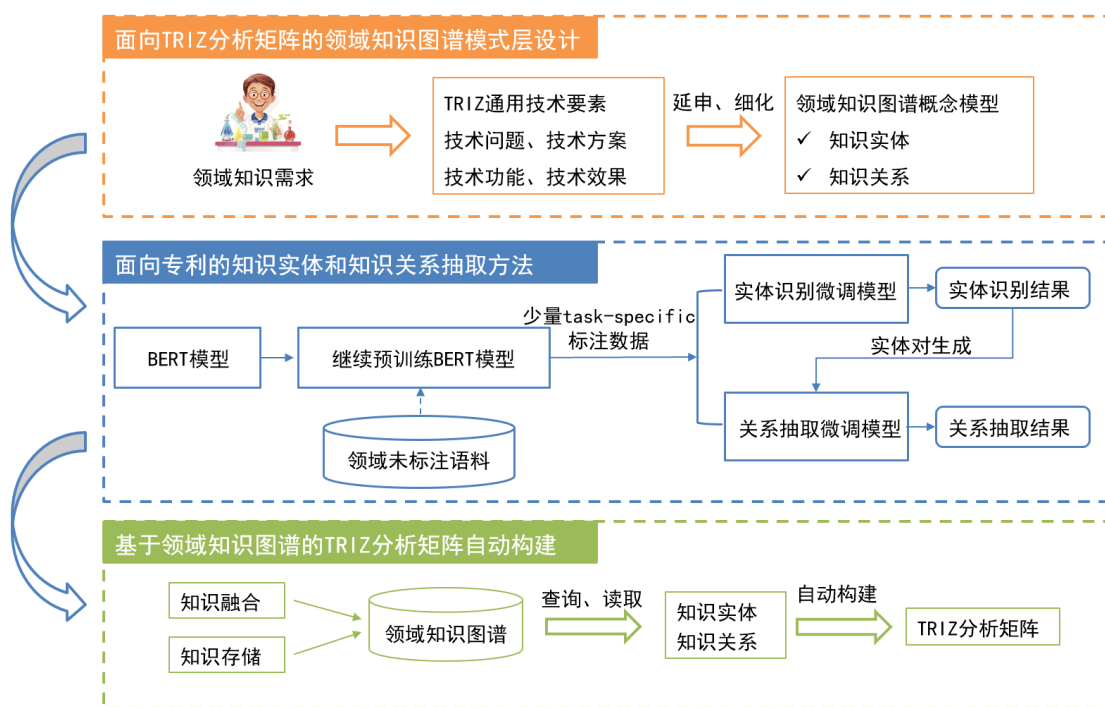 面向TRIZ分析矩阵的领域知识图谱模式层设计
领域知识需求
TRIZ通用技术要素
技术问题、技术方案
技术功能、技术效果
延申、细化
领域知识图谱概念模型
✓ 知识实体
✓ 知识关系
面向专利的知识实体和知识关系抽取方法
BERT模型
继续预训练BERT模型
领域未标注语料
少量task-specific
标注数据
实体识别微调模型
实体识别结果
实体对生成
关系抽取微调模型
关系抽取结果
基于领域知识图谱的TRIZ分析矩阵自动构建
知识融合
知识存储
领域知识图谱
查询、读取
知识实体
知识关系
自动构建
TRIZ分析矩阵